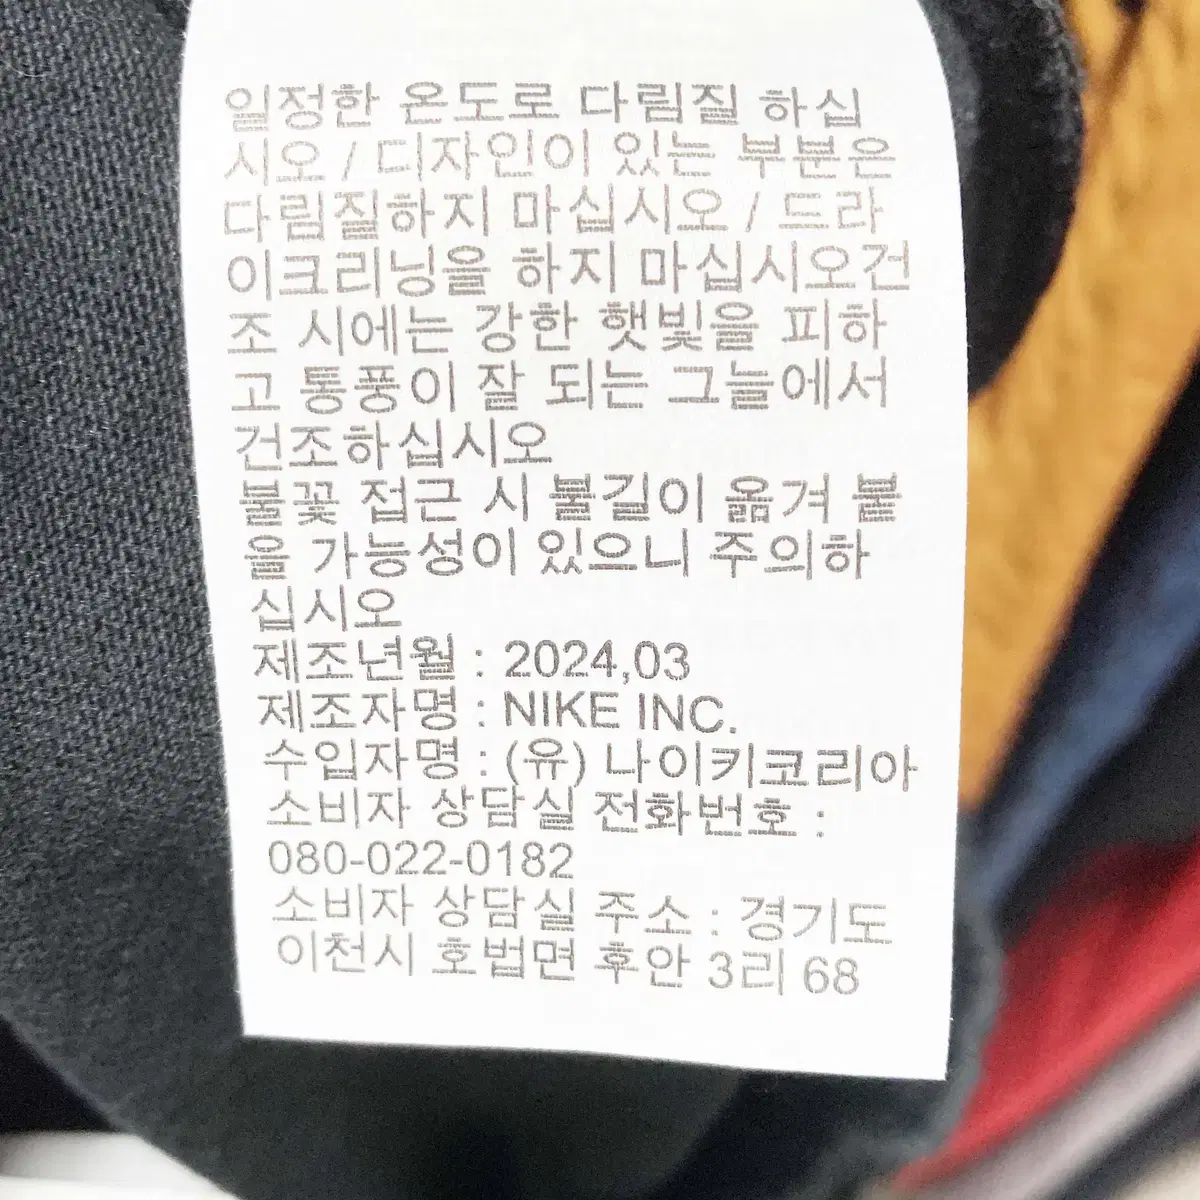 일정한 온도로 다림질 하십
시오 / 디자인이 있는 부분은
다림질하지 마십시오 / 드라
이크리닝을 하지 마십시오건
조 시에는 강한 햇빛을 피하
고 통풍이 잘 되는 그늘에서
건조하십시오
불꽃 접근 시 불길이 옮겨 붙
을 가능성이 있으니 주의하
십시오
제조년월 : 2024,03
제조자명 : NIKE INC.
수입자명 : (유) 나이키코리아
소비자 상담실 전화번호 :
080-022-0182
소비자 상담실 주소 : 경기도
이천시 호법면 후안 3리 68